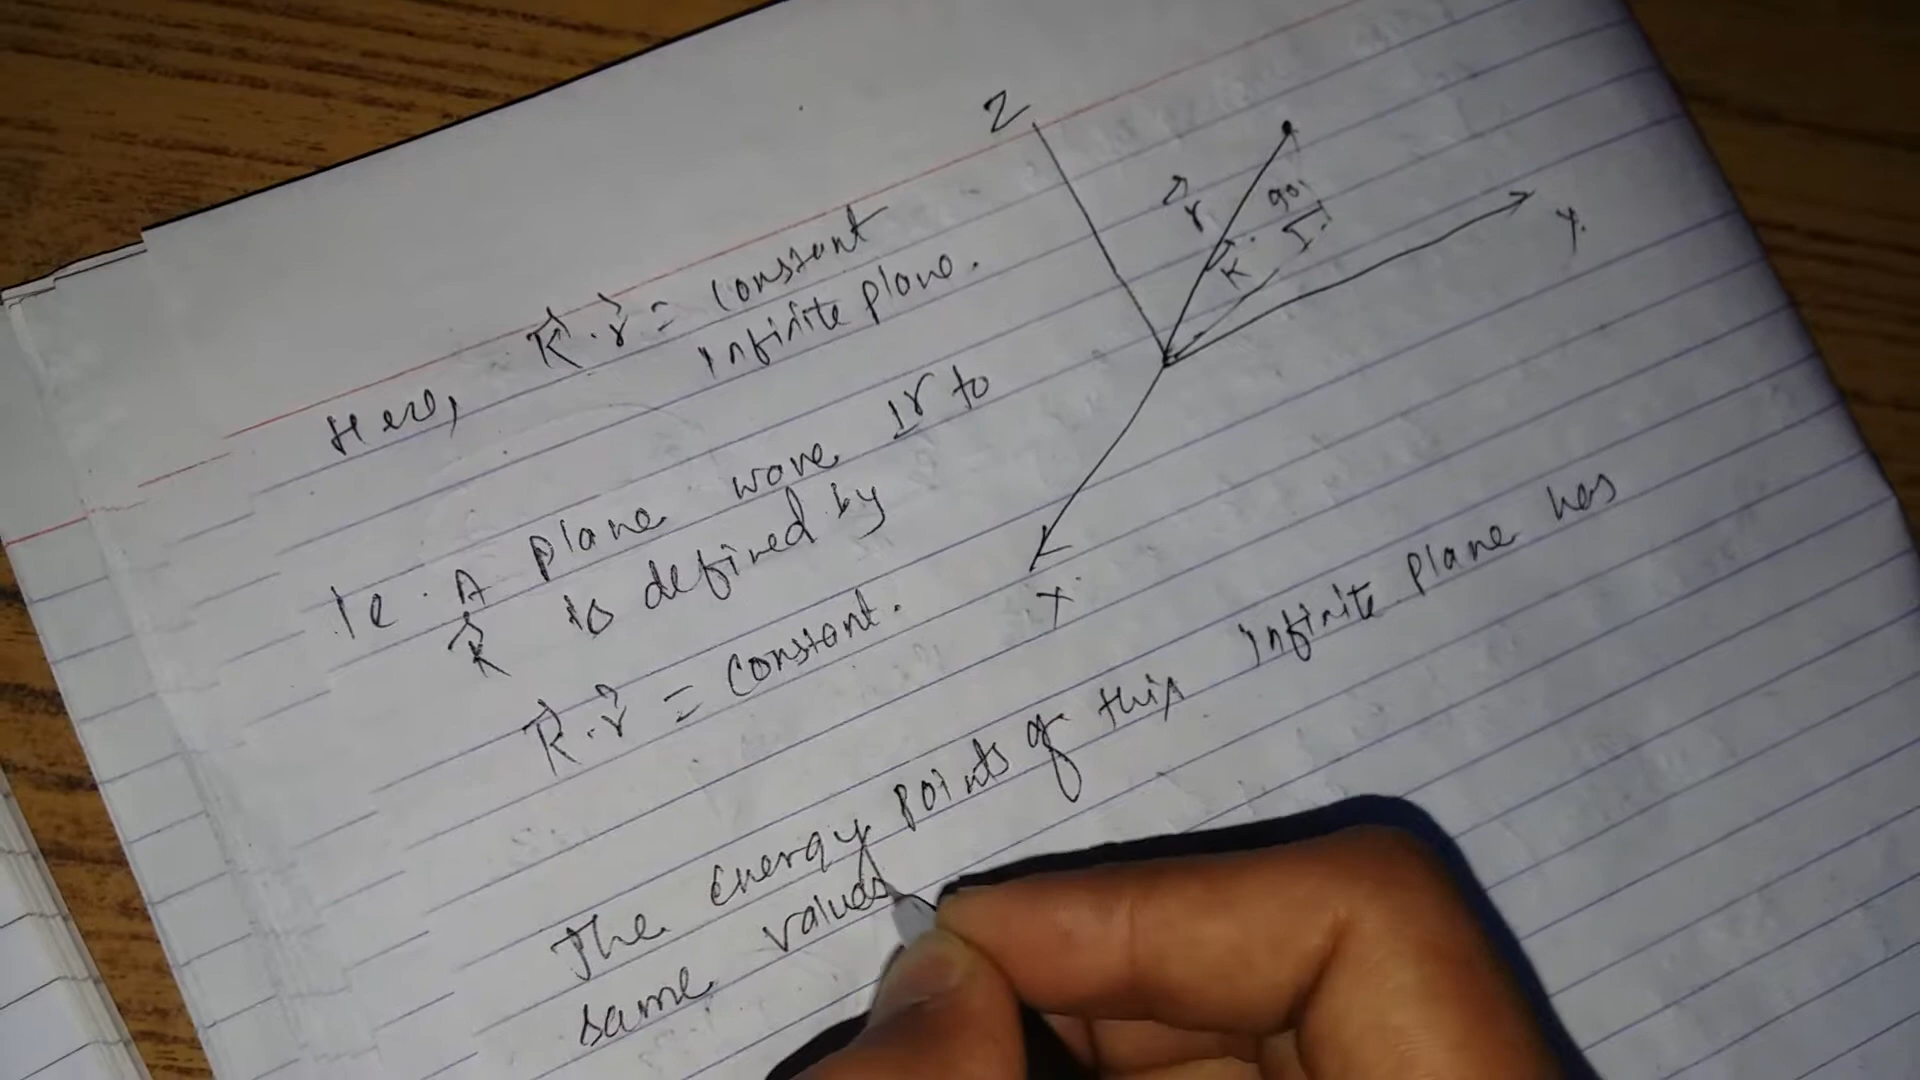 Here, K⃗.r⃗ = Constant
Infinite plane.
Ie. A plane wave ⊥r to
K⃗ is defined by
K⃗.r⃗ = Constant.
The energy points of this infinite plane has
same values
Z
r⃗
K
90°
Y
X